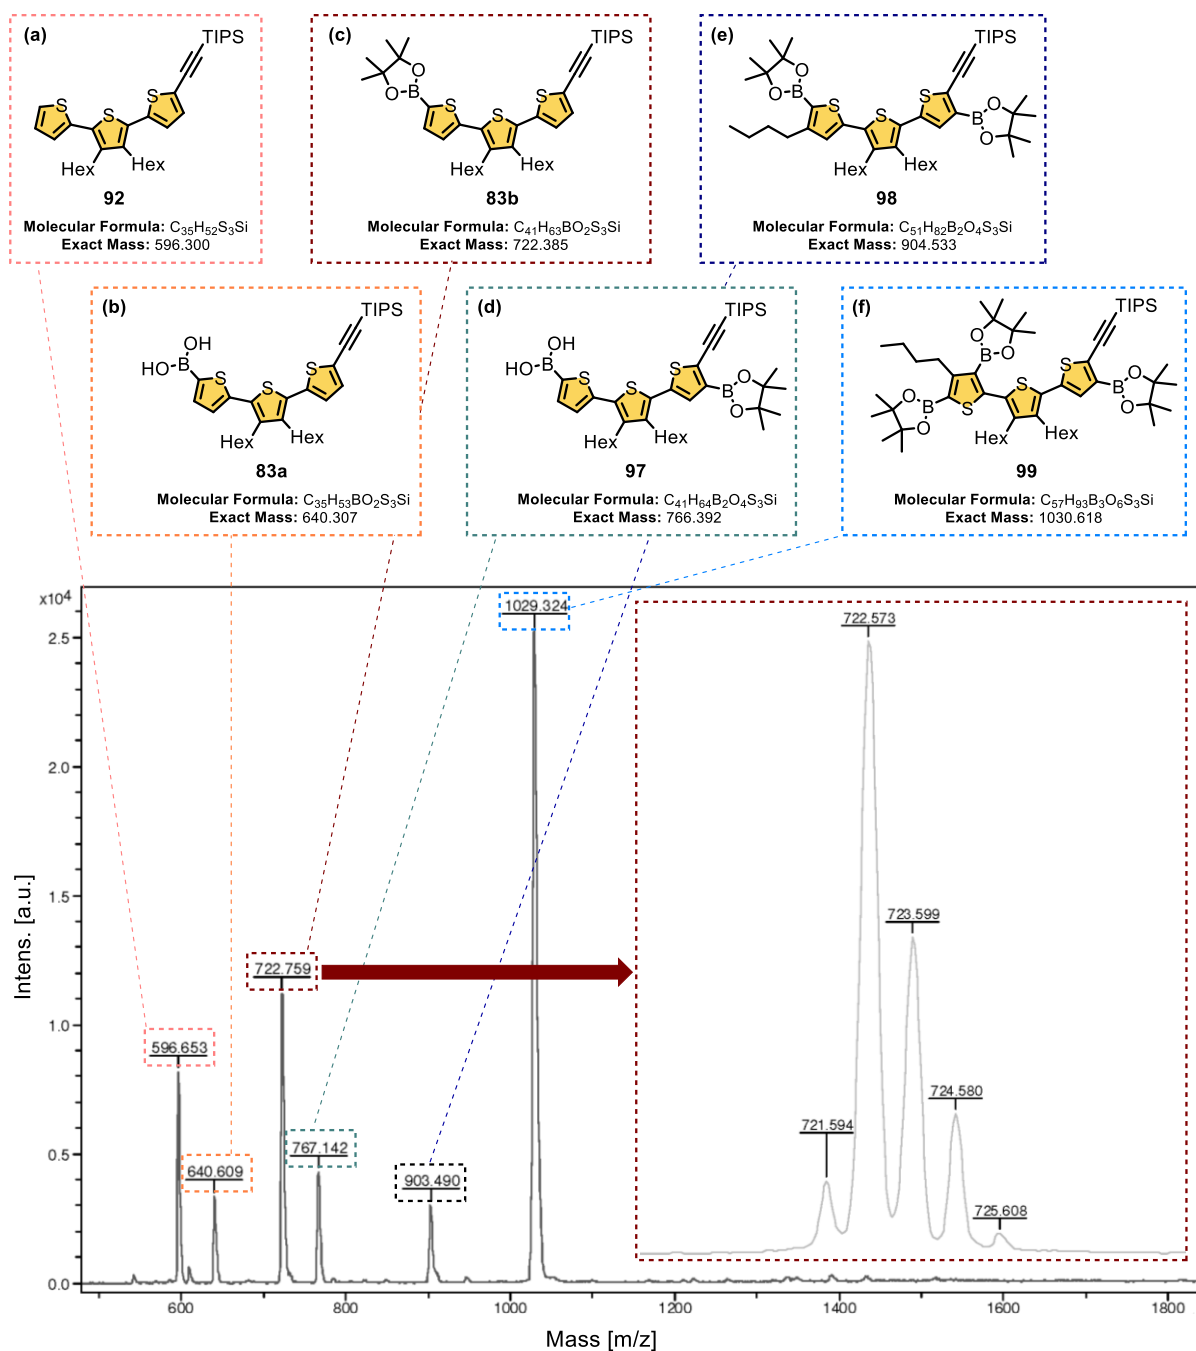 (a)
TIPS
S
S
S
Hex
Hex
92
Molecular Formula: C35H52S3Si
Exact Mass: 596.300
(c)
TIPS
O
B
O
S
S
S
Hex
Hex
83b
Molecular Formula: C41H63BO2S3Si
Exact Mass: 722.385
(e)
TIPS
O
B
O
S
S
S
B
O
O
Hex
Hex
98
Molecular Formula: C51H82B2O4S3Si
Exact Mass: 904.533
(b)
TIPS
OH
HO
B
S
S
S
Hex
Hex
83a
Molecular Formula: C35H53BO2S3Si
Exact Mass: 640.307
(d)
TIPS
OH
HO
B
S
S
S
B
O
O
Hex
Hex
97
Molecular Formula: C41H64B2O4S3Si
Exact Mass: 766.392
(f)
TIPS
O
O
B
O
B
O
S
S
S
B
O
O
Hex
Hex
99
Molecular Formula: C57H93B3O6S3Si
Exact Mass: 1030.618
x10^4
2.5
2.0
1.5
1.0
0.5
0.0
Intens. [a.u.]
596.653
640.609
722.759
767.142
903.490
1029.324
721.594
722.573
723.599
724.580
725.608
600
800
1000
1200
1400
1600
1800
Mass [m/z]